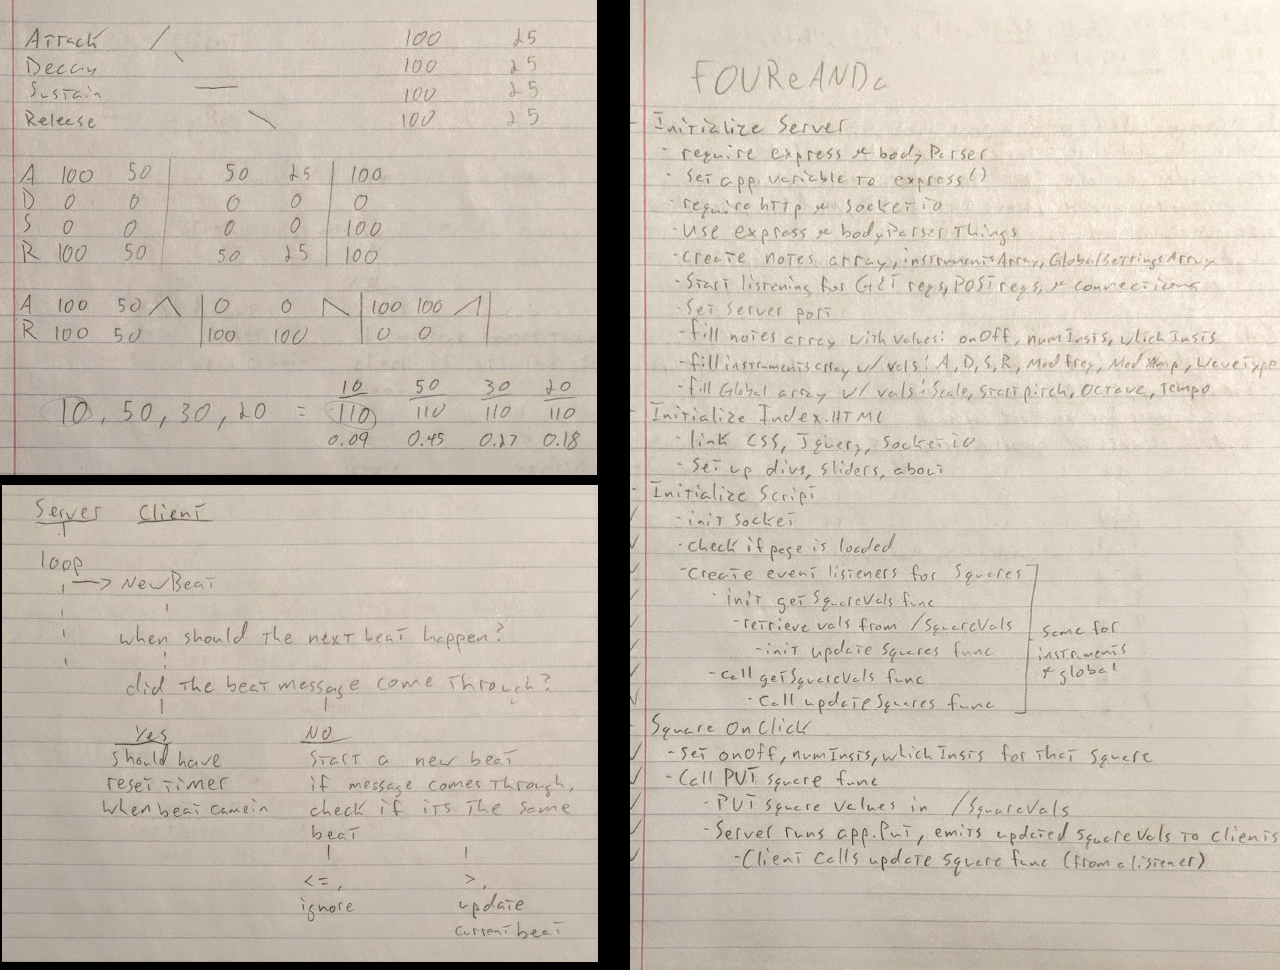 Attack / 100 25
Decay \ 100 25
Sustain — 100 25
Release \ 100 25
A 100 50 | 50 25 | 100
D 0 0 | 0 0 | 0
S 0 0 | 0 0 | 100
R 100 50 | 50 25 | 100
A 100 50 | 0 0 | 100 100 |
R 100 50 | 100 100 | 0 0 |
10 50 30 20
10, 50, 30, 20 = 110 110 110 110
0.09 0.45 0.27 0.18
Server Client
loop
-> New Beat
when should the next beat happen?
did the beat message come through?
Yes NO
should have start a new beat
reset timer if message comes through,
when beat came in check if its the same
beat
<=, >,
ignore update
current beat
FOUReANDa
- Initialize Server
- require express & bodyParser
- Set app variable to express()
- require http & socket io
- Use express & bodyParser Things
- Create notes array, instrumentsArray, GlobalSettingsArray
- Start listening for GET reqs, POST reqs, & connections
- Set Server port
- fill notes array with values: onOff, numInsts, which Insts
- fill instruments array w/ vals: A, D, S, R, Mod freq, Mod Amp, WaveType
- fill Global array w/ vals: Scale, Start pitch, Octave, Tempo
- Initialize Index.HTML
- link CSS, Jquery, Socket io
- Set up divs, sliders, about
- Initialize Script
- init Socket
- check if page is loaded
- Create event listeners for Squares
- init getSquareVals func
- retrieve vals from /SquareVals
- init update Squares func
- call getSquareVals func
- Call updateSquares func
same for
instruments
+ global
Square On Click
- Set onOff, numInsts, which Insts for that Square
- Call PUT square func
- PUT square values in /SquareVals
- Server runs app.Put, emits updated square Vals to Clients
- Client calls update square func (from a listener)